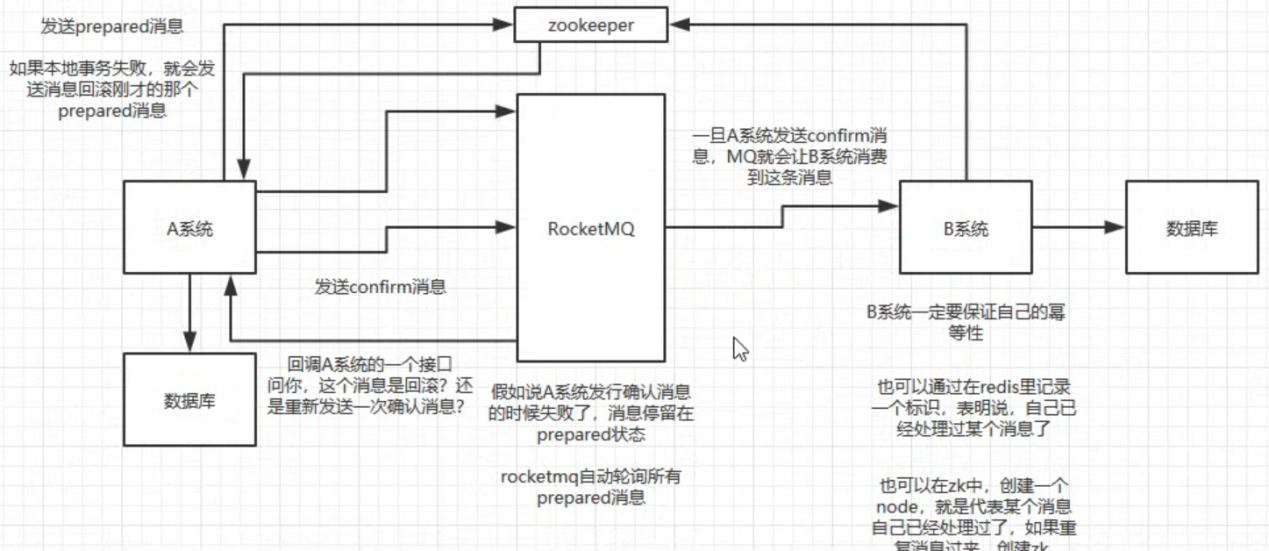 发送prepared消息
zookeeper
如果本地事务失败，就会发
送消息回滚刚才的那个
prepared消息
一旦A系统发送confirm消
息，MQ就会让B系统消费
到这条消息
A系统
RocketMQ
B系统
数据库
发送confirm消息
B系统一定要保证自己的幂
等性
回调A系统的一个接口
问你，这个消息是回滚？还
是重新发送一次确认消息？
数据库
假如说A系统发行确认消息
的时候失败了，消息停留在
prepared状态
也可以通过在redis里记录
一个标识，表明说，自己已
经处理过某个消息了
rocketmq自动轮词所有
prepared消息
也可以在zk中，创建一个
node，就是代表某个消息
自己已经处理过了，如果重
复消息过来，创建zk